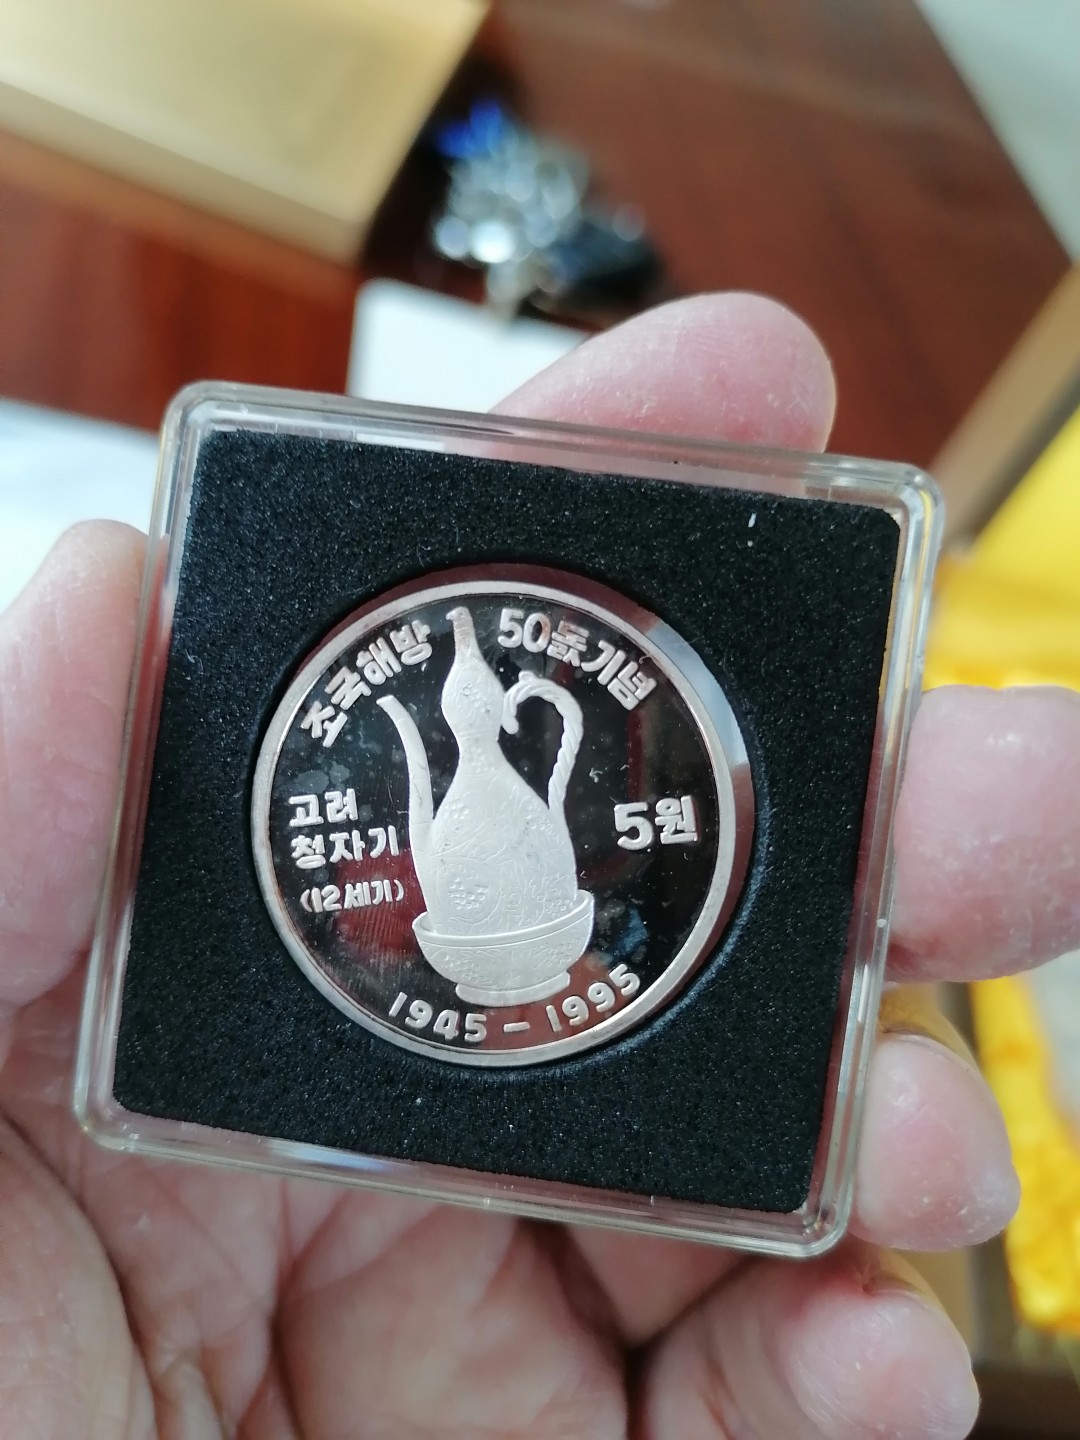 조국해방 50돐기념
고려
청자기
(12세기)
5원
1945-1995